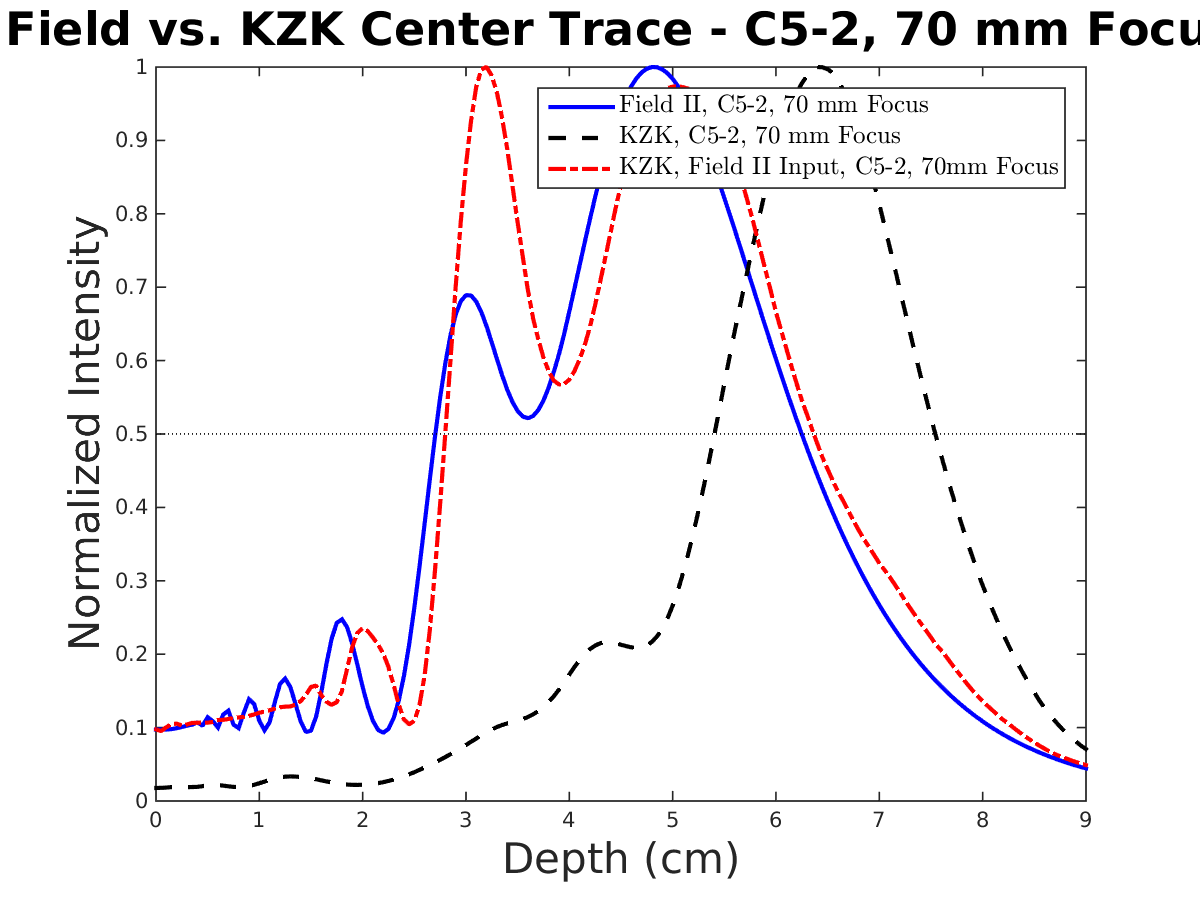 Field vs. KZK Center Trace - C5-2, 70 mm Focu
1
0.9
0.8
0.7
0.6
0.5
0.4
0.3
0.2
0.1
0
Normalized Intensity
Field II, C5-2, 70 mm Focus
KZK, C5-2, 70 mm Focus
KZK, Field II Input, C5-2, 70mm Focus
0 1 2 3 4 5 6 7 8 9
Depth (cm)